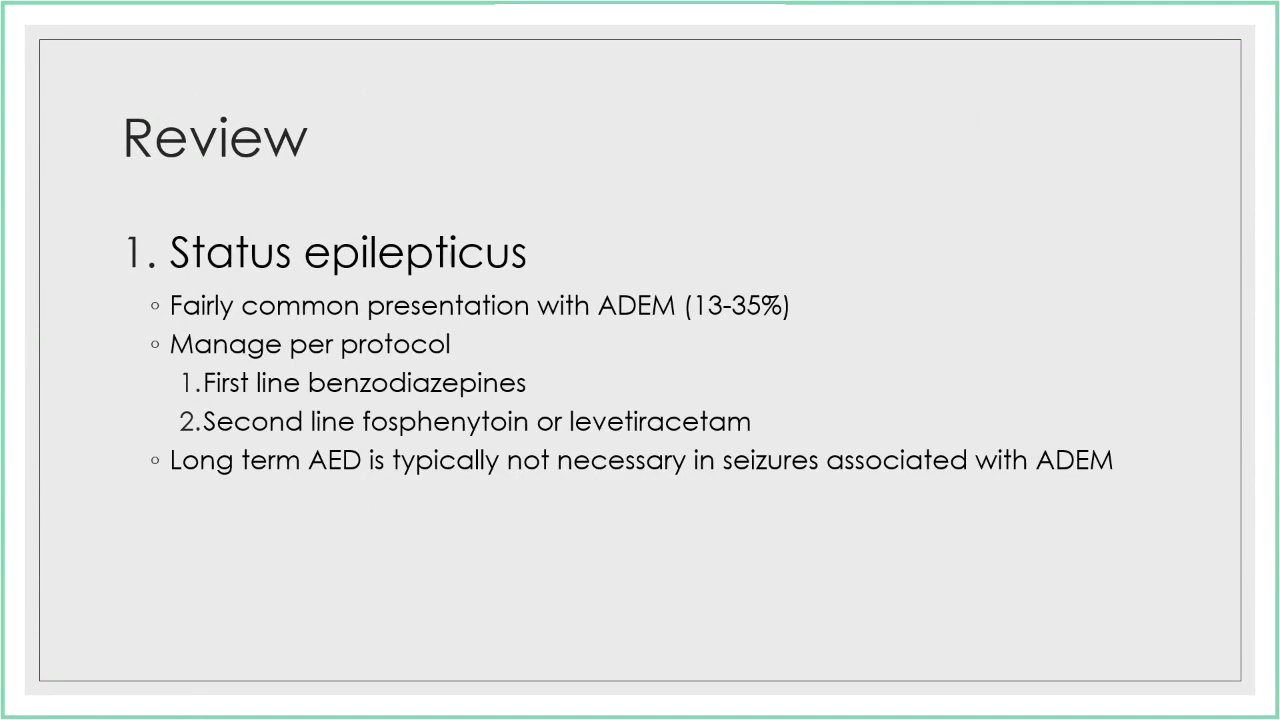 Review
1. Status epilepticus
◦ Fairly common presentation with ADEM (13-35%)
◦ Manage per protocol
1.First line benzodiazepines
2.Second line fosphenytoin or levetiracetam
◦ Long term AED is typically not necessary in seizures associated with ADEM